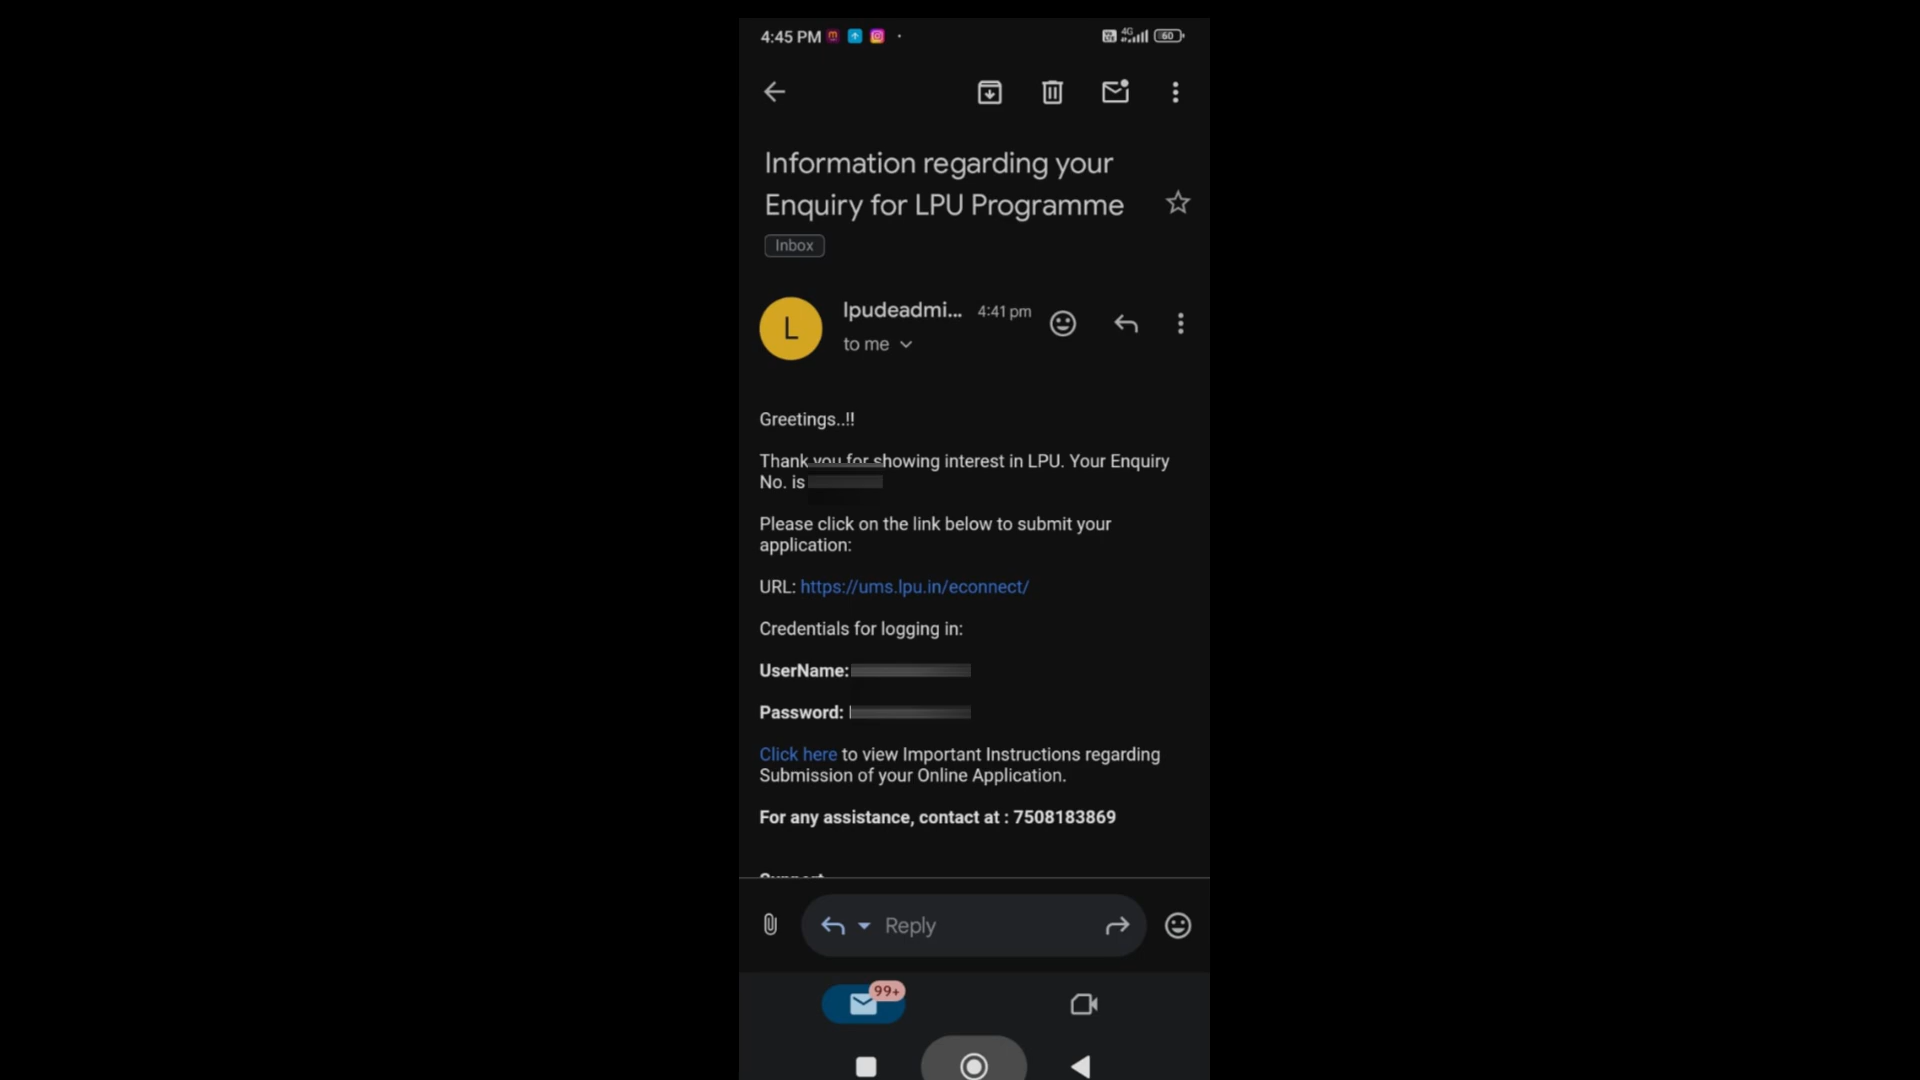 4:45 PM
4G
60
Information regarding your
Enquiry for LPU Programme
Inbox
L
lpudeadmi... 4:41 pm
to me
Greetings..!!
Thank you for showing interest in LPU. Your Enquiry
No. is
Please click on the link below to submit your
application:
URL: https://ums.lpu.in/econnect/
Credentials for logging in:
UserName:
Password:
Click here to view Important Instructions regarding
Submission of your Online Application.
For any assistance, contact at : 7508183869
Reply
99+